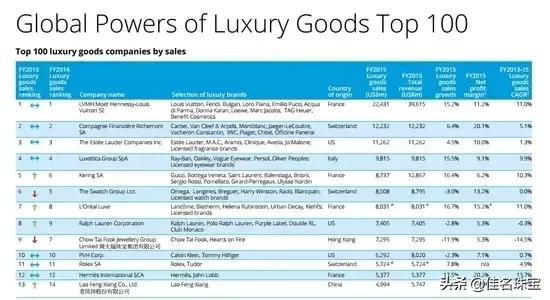 Global Powers of Luxury Goods Top 100
Top 100 luxury goods companies by sales
FY2015 Luxury goods sales ranking FY2014 Luxury goods sales ranking Company name Selection of luxury brands Country of origin FY2015 Luxury goods sales (US$m) FY2015 Total revenue (US$m) FY2015 Luxury goods sales growth FY2015 Net profit margin¹ FY2013-15 Luxury goods CAGR²
1 1 LVMH Moët Hennessy-Louis Vuitton SE Louis Vuitton, Fendi, Bulgari, Loro Piana, Emilio Pucci, Acqua di Parma, Donna Karan, Loewe, Marc Jacobs, TAG Heuer, Benefit Cosmetics France 22,431 39,615 15.2% 11.2% 11.0%
2 2 Compagnie Financière Richemont SA Cartier, Van Cleef & Arpels, Montblanc, Jaeger-LeCoultre, Vacheron Constantin, IWC, Piaget, Chloé, Officine Panerai Switzerland 12,232 12,232 6.4% 20.1% 5.1%
3 3 The Estée Lauder Companies Inc. Estée Lauder, M.A.C., Aramis, Clinique, Aveda, Jo Malone; Licensed fragrance brands US 11,262 11,262 4.5% 10.0% 1.3%
4 4 Luxottica Group SpA Ray-Ban, Oakley, Vogue Eyewear, Persol, Oliver Peoples; Licensed eyewear brands Italy 9,815 9,815 15.5% 9.1% 9.9%
5 6 Kering SA Gucci, Bottega Veneta, Saint Laurent, Balenciaga, Brioni, Sergio Rossi, Pomellato, Girard-Perregaux, Ulysse Nardin France 8,737 12,867 16.4% 6.2% 10.3%
6 5 The Swatch Group Ltd. Omega, Longines, Breguet, Harry Winston, Rado, Blancpain; Licensed watch brands Switzerland 8,508 8,795 -3.0% 13.2% 0.0%
7 8 L'Oréal Luxe Lancôme, Biotherm, Helena Rubinstein, Urban Decay, Kiehl's; Licensed brands France 8,031 8,031 16.7% 15.2% 11.0%
8 9 Ralph Lauren Corporation Ralph Lauren, Polo Ralph Lauren, Purple Label, Double RL, Club Monaco US 7,405 7,405 -2.8% 5.3% -0.3%
9 7 Chow Tai Fook Jewellery Group Limited 周大福珠宝集团有限公司 Chow Tai Fook, Hearts on Fire Hong Kong 7,295 7,295 -11.9% 5.3% -14.5%
10 10 PVH Corp. Calvin Klein, Tommy Hilfiger US 6,292 8,020 -2.3% 7.1% 0.7%
11 11 Rolex SA Rolex, Tudor Switzerland 5,724 5,724 7.8% n/a 4.9%
12 12 Hermès International SCA Hermès, John Lobb France 5,377 5,377 20.2% 13.7%
13 14 Lao Feng Xiang Co., Ltd. 老凤祥股份有限公司 Lao Feng Xiang China 4,994 5,747
头条 @佳名珠宝